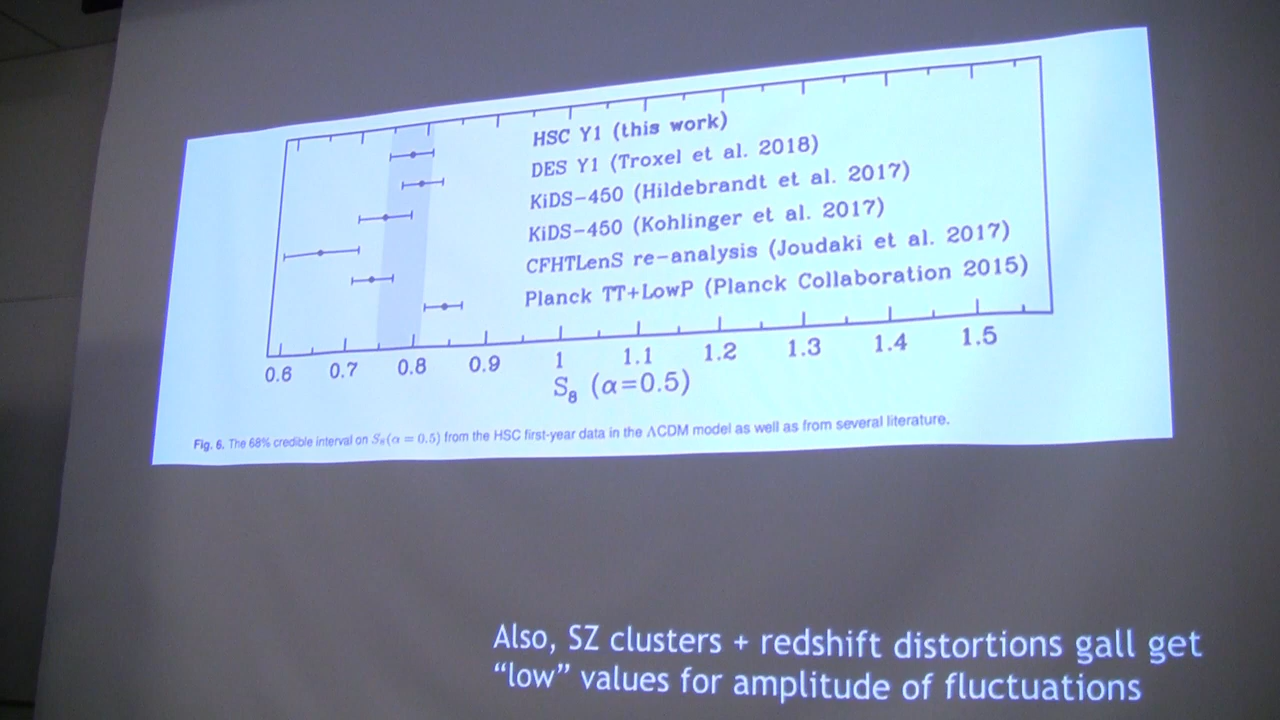 HSC Y1 (this work)
DES Y1 (Troxel et al. 2018)
KiDS-450 (Hildebrandt et al. 2017)
KiDS-450 (Kohlinger et al. 2017)
CFHTLenS re-analysis (Joudaki et al. 2017)
Planck TT+LowP (Planck Collaboration 2015)
0.6 0.7 0.8 0.9 1 1.1 1.2 1.3 1.4 1.5
S₈ (α=0.5)
Fig. 6. The 68% credible interval on S₈(α = 0.5) from the HSC first-year data in the ΛCDM model as well as from several literature.
Also, SZ clusters + redshift distortions gall get
“low” values for amplitude of fluctuations